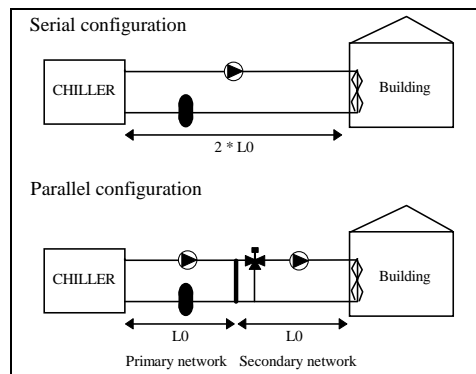 Serial configuration
CHILLER
Building
2 * L0
Parallel configuration
CHILLER
Building
L0
L0
Primary network
Secondary network